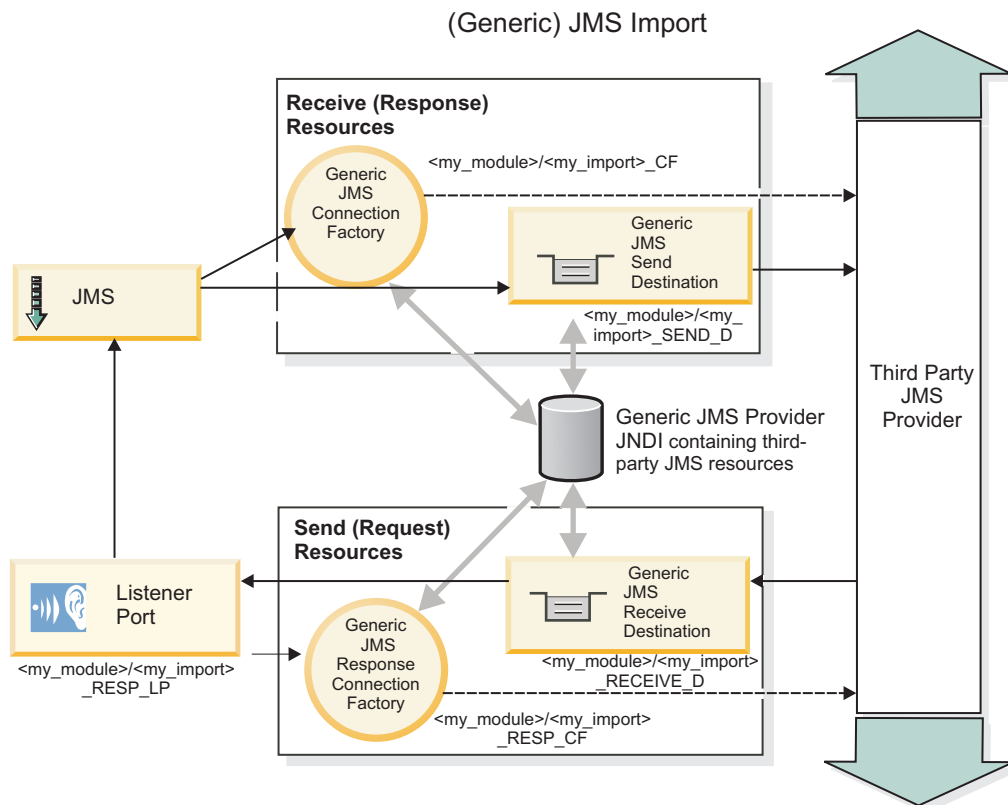 (Generic) JMS Import
Receive (Response)
Resources
<my_module>/<my_import>_CF
Generic
JMS
Connection
Factory
Generic
JMS
Send
Destination
JMS
<my_module>/<my_
import>_SEND_D
Third Party
JMS
Provider
Generic JMS Provider
JNDI containing third-
party JMS resources
Send (Request)
Resources
Listener
Port
Generic
JMS
Receive
Destination
Generic
JMS
Response
Connection
Factory
<my_module>/<my_import>
_RESP_LP
<my_module>/<my_import>
_RECEIVE_D
<my_module>/<my_import>
_RESP_CF